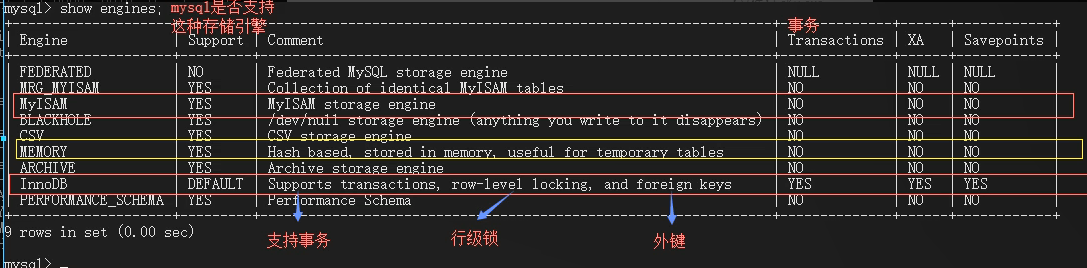 mysql> show engines; mysql是否支持
这种存储引擎 事务
| Engine | Support | Comment | Transactions | XA | Savepoints |
| FEDERATED | NO | Federated MySQL storage engine | NULL | NULL | NULL |
| MRG_MYISAM | YES | Collection of identical MyISAM tables | NO | NO | NO |
| MyISAM | YES | MyISAM storage engine | NO | NO | NO |
| BLACKHOLE | YES | /dev/null storage engine (anything you write to it disappears) | NO | NO | NO |
| CSV | YES | CSV storage engine | NO | NO | NO |
| MEMORY | YES | Hash based, stored in memory, useful for temporary tables | NO | NO | NO |
| ARCHIVE | YES | Archive storage engine | NO | NO | NO |
| InnoDB | DEFAULT | Supports transactions, row-level locking, and foreign keys | YES | YES | YES |
| PERFORMANCE_SCHEMA | YES | Performance Schema | NO | NO | NO |
9 rows in set (0.00 sec)
支持事务 行级锁 外键
mysql> _